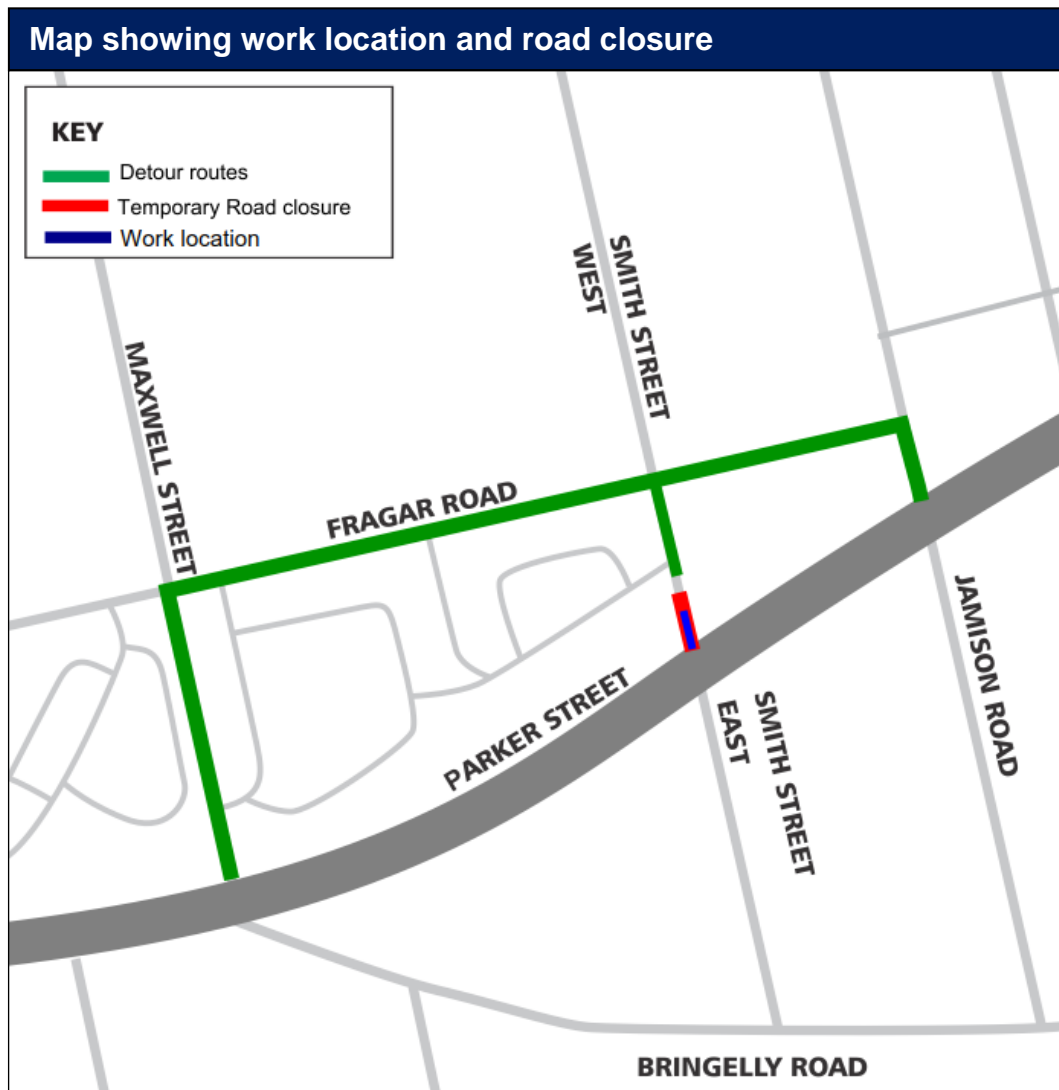 Map showing work location and road closure
KEY
Detour routes
Temporary Road closure
Work location
SMITH STREET
WEST
MAXWELL STREET
FRAGAR ROAD
PARKER STREET
JAMISON ROAD
SMITH STREET
EAST
BRINGELLY ROAD